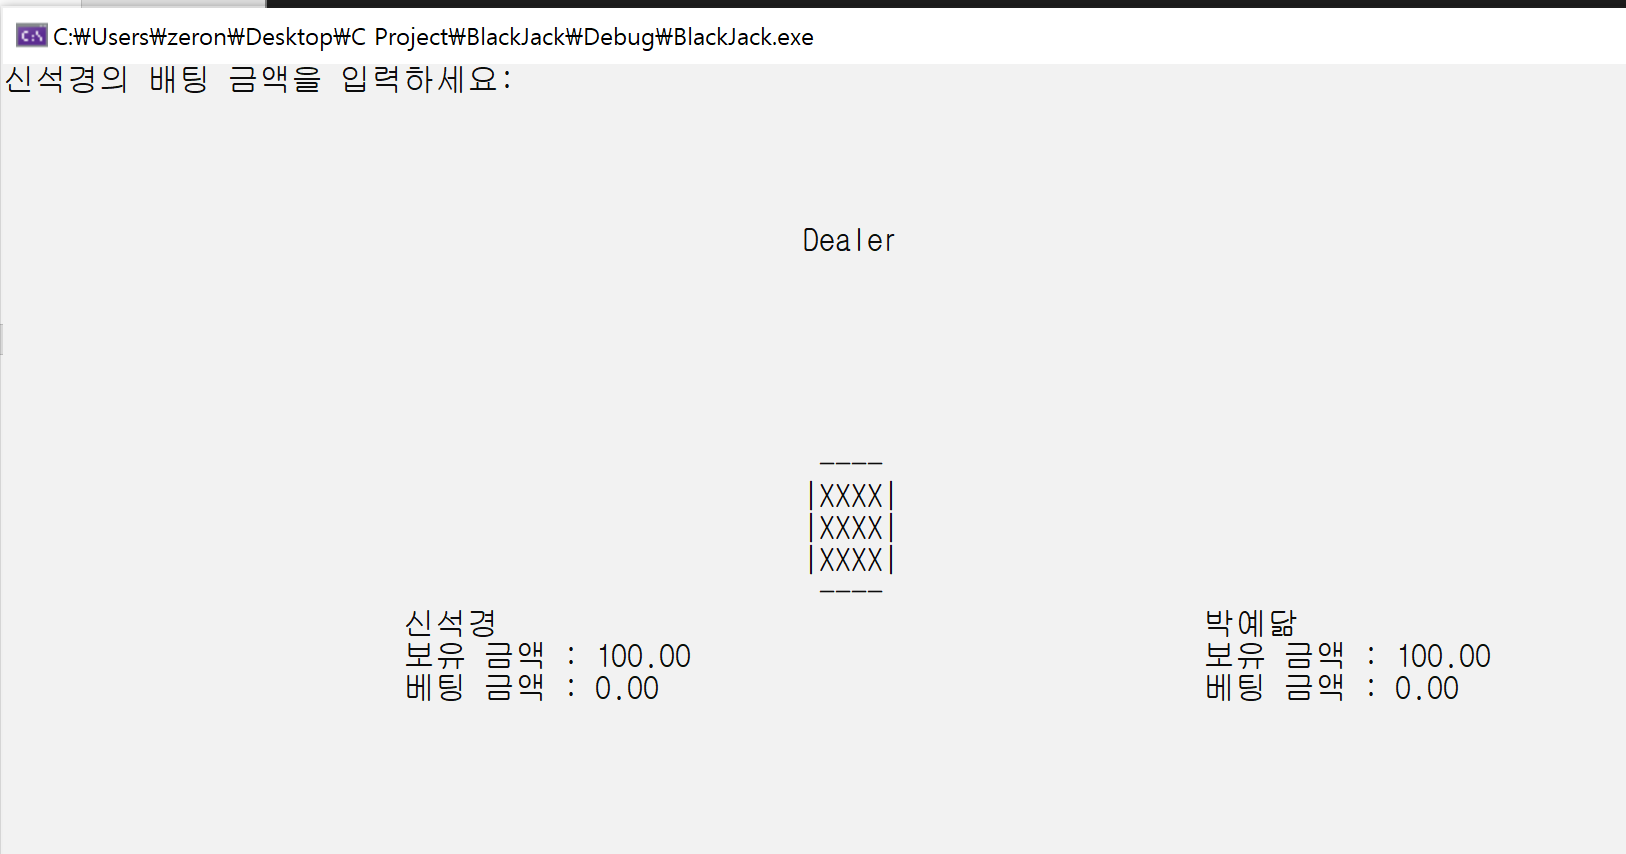 C:\Users\zeron\Desktop\C Project\BlackJack\Debug\BlackJack.exe
신석경의 배팅 금액을 입력하세요:
Dealer
----
|XXXX|
|XXXX|
|XXXX|
----
신석경
보유 금액 : 100.00
베팅 금액 : 0.00
박예닮
보유 금액 : 100.00
베팅 금액 : 0.00